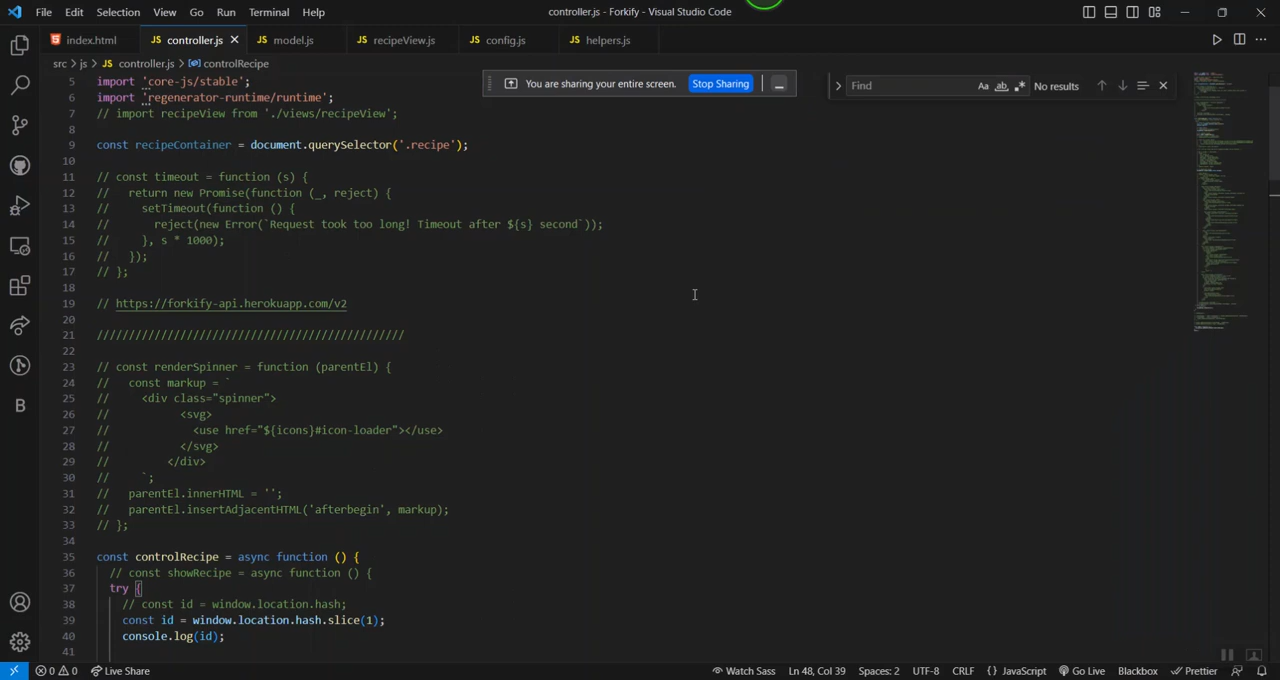 File Edit Selection View Go Run Terminal Help controller.js - Forkify - Visual Studio Code
index.html JS controller.js JS model.js JS recipeView.js JS config.js JS helpers.js
src > js > JS controller.js > controlRecipe
You are sharing your entire screen. Stop Sharing
Find Aa ab No results
5 import 'core-js/stable';
6 import 'regenerator-runtime/runtime';
7 // import recipeView from './views/recipeView';
8
9 const recipeContainer = document.querySelector('.recipe');
10
11 // const timeout = function (s) {
12 //   return new Promise(function (_, reject) {
13 //     setTimeout(function () {
14 //       reject(new Error(`Request took too long! Timeout after ${s} second`));
15 //     }, s * 1000);
16 //   });
17 // };
18
19 // https://forkify-api.herokuapp.com/v2
20
21 ////////////////////////////////////////////////
22
23 // const renderSpinner = function (parentEl) {
24 //   const markup = `
25 //     <div class="spinner">
26 //           <svg>
27 //             <use href="${icons}#icon-loader"></use>
28 //           </svg>
29 //         </div>
30 //     `;
31 //   parentEl.innerHTML = '';
32 //   parentEl.insertAdjacentHTML('afterbegin', markup);
33 // };
34
35 const controlRecipe = async function () {
36   // const showRecipe = async function () {
37   try {
38     // const id = window.location.hash;
39     const id = window.location.hash.slice(1);
40     console.log(id);
41
B
0 0 Live Share Watch Sass Ln 48, Col 39 Spaces: 2 UTF-8 CRLF {} JavaScript Go Live Blackbox Prettier